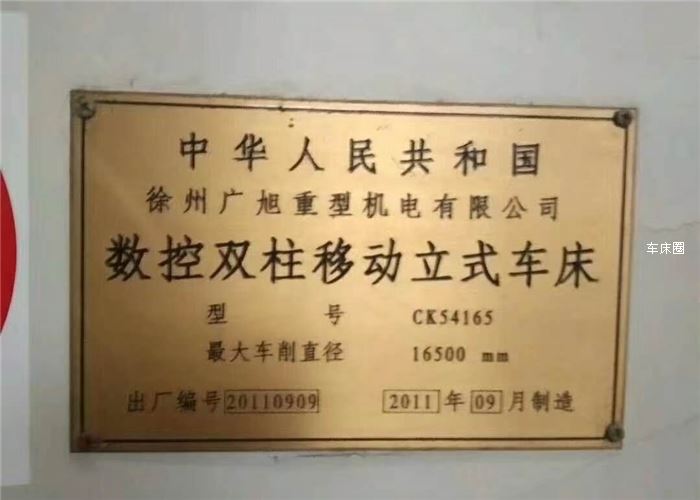 中华人民共和国
徐州广旭重型机电有限公司
数控双柱移动立式车床
型号 CK54165
最大车削直径 16500 mm
出厂编号 20110909 2011 年 09 月制造
车床圈